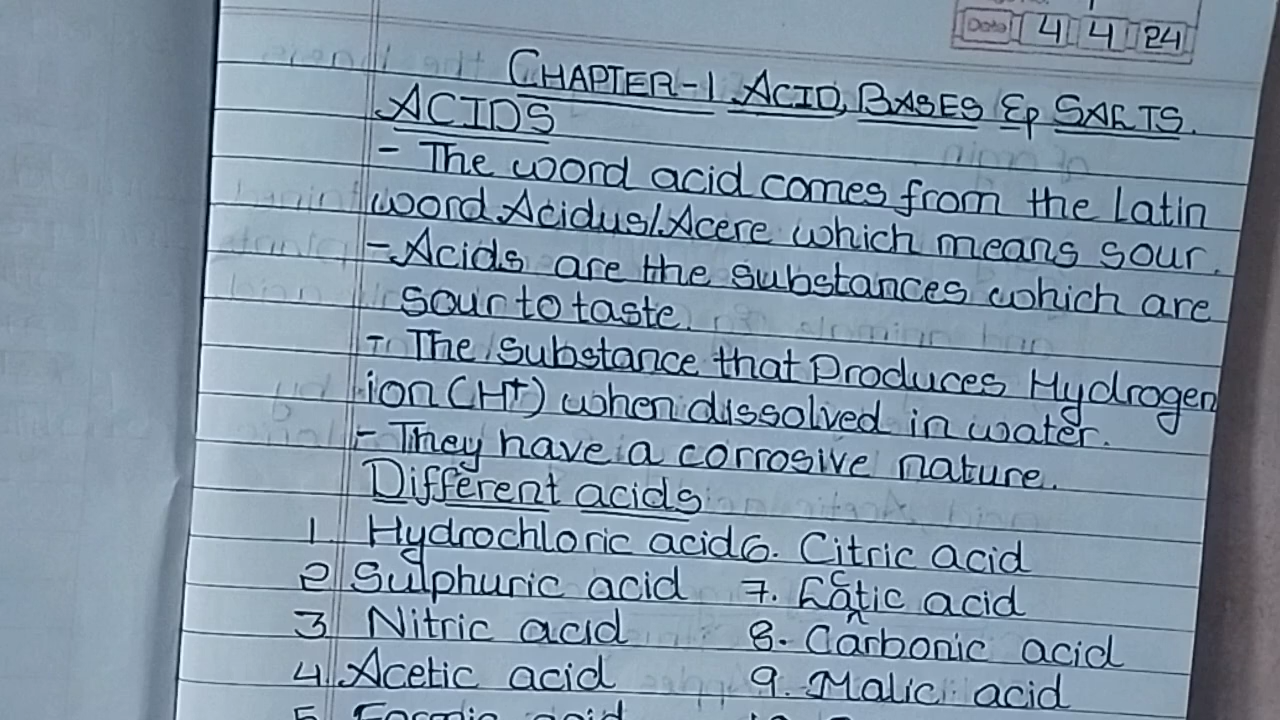 Date 4 4 24
CHAPTER-1 ACID, BASES & SALTS.
ACIDS
- The word acid comes from the Latin
word Acidus/Acere which means sour.
- Acids are the substances which are
sour to taste.
- The substance that Produces Hydrogen
ion (H⁺) when dissolved in water.
- They have a corrosive nature.
Different acids
1. Hydrochloric acid 6. Citric acid
2 Sulphuric acid 7. Lactic acid
3 Nitric acid 8. Carbonic acid
4. Acetic acid 9. Malic acid
5 Formic acid